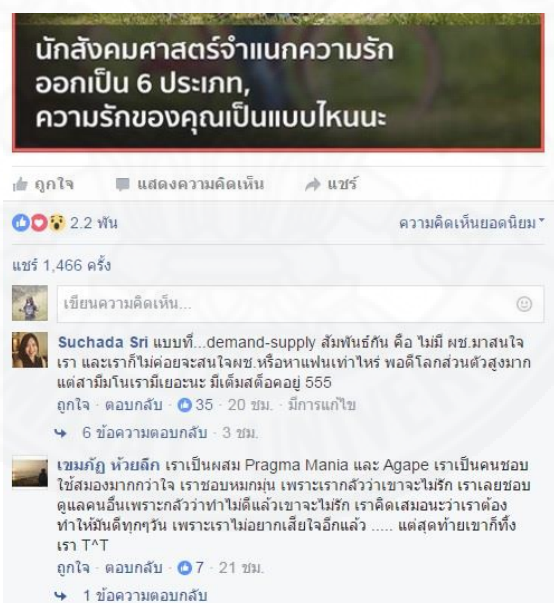 นักสังคมศาสตร์จำแนกความรัก
ออกเป็น 6 ประเภท,
ความรักของคุณเป็นแบบไหนนะ
ถูกใจ แสดงความคิดเห็น แชร์
2.2 พัน ความคิดเห็นยอดนิยม
แชร์ 1,466 ครั้ง
เขียนความคิดเห็น...
Suchada Sri แบบที่...demand-supply สัมพันธ์กัน คือ ไม่มี ผช.มาสนใจ
เรา และเราก็ไม่ค่อยจะสนใจผช.หรือหาแฟนเท่าไหร่ พอดีโลกส่วนตัวสูงมาก
แต่สามีมโนเรามีเยอะนะ มีเต็มสต็อคอยู่ 555
ถูกใจ · ตอบกลับ · 35 · 20 ชม. · มีการแก้ไข
6 ข้อความตอบกลับ · 3 ชม.
เขมภัฏ ห้วยลึก เราเป็นผสม Pragma Mania และ Agape เราเป็นคนชอบ
ใช้สมองมากกว่าใจ เราชอบหมกมุ่น เพราะเรากลัวว่าเขาจะไม่รัก เราเลยชอบ
ดูแลคนอื่นเพราะกลัวว่าทำไม่ดีแล้วเขาจะไม่รัก เราคิดเสมอนะว่าเราต้อง
ทำให้มันดีทุกๆวัน เพราะเราไม่อยากเสียใจอีกแล้ว ..... แต่สุดท้ายเขาก็ทิ้ง
เรา T^T
ถูกใจ · ตอบกลับ · 7 · 21 ชม.
1 ข้อความตอบกลับ